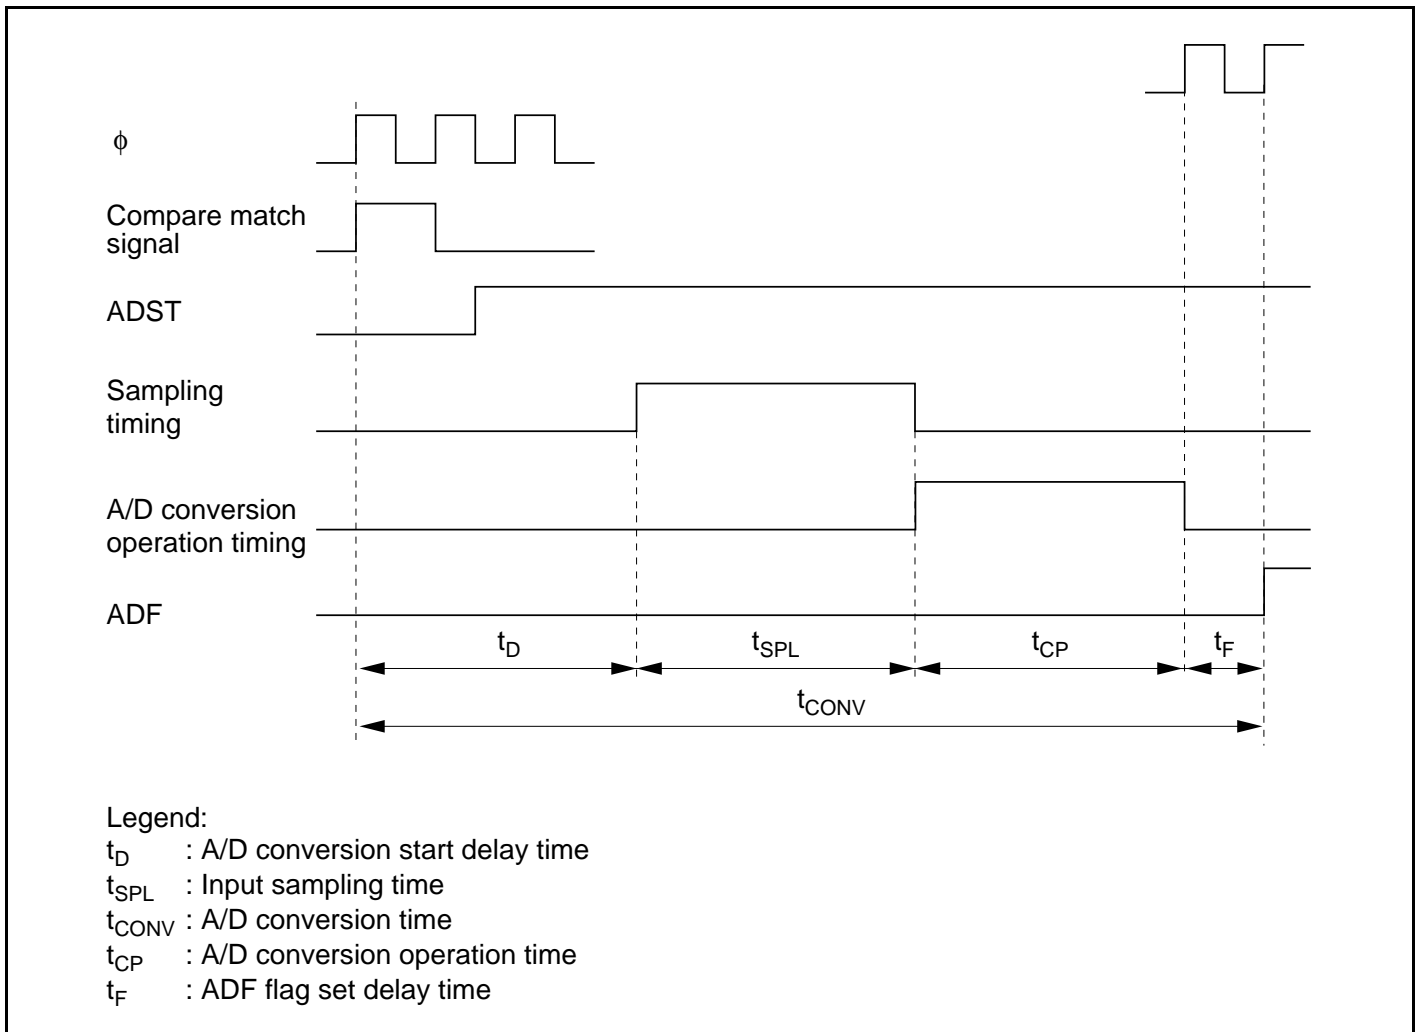 ϕ
Compare match
signal
ADST
Sampling
timing
A/D conversion
operation timing
ADF
tD tSPL tCP tF
tCONV
Legend:
tD : A/D conversion start delay time
tSPL : Input sampling time
tCONV : A/D conversion time
tCP : A/D conversion operation time
tF : ADF flag set delay time